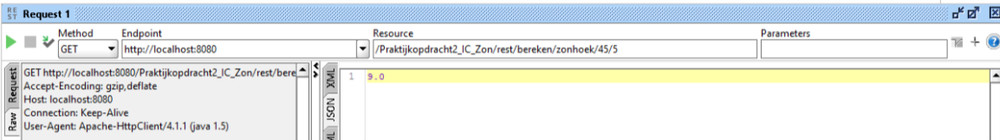 RE
ST Request 1
Method Endpoint Resource Parameters
GET http://localhost:8080 /Praktijkopdracht2_IC_Zon/rest/bereken/zonhoek/45/5
Request
Raw
GET http://localhost:8080/Praktijkopdracht2_IC_Zon/rest/bere
Accept-Encoding: gzip,deflate
Host: localhost:8080
Connection: Keep-Alive
User-Agent: Apache-HttpClient/4.1.1 (java 1.5)
XML
JSON
1 9.0